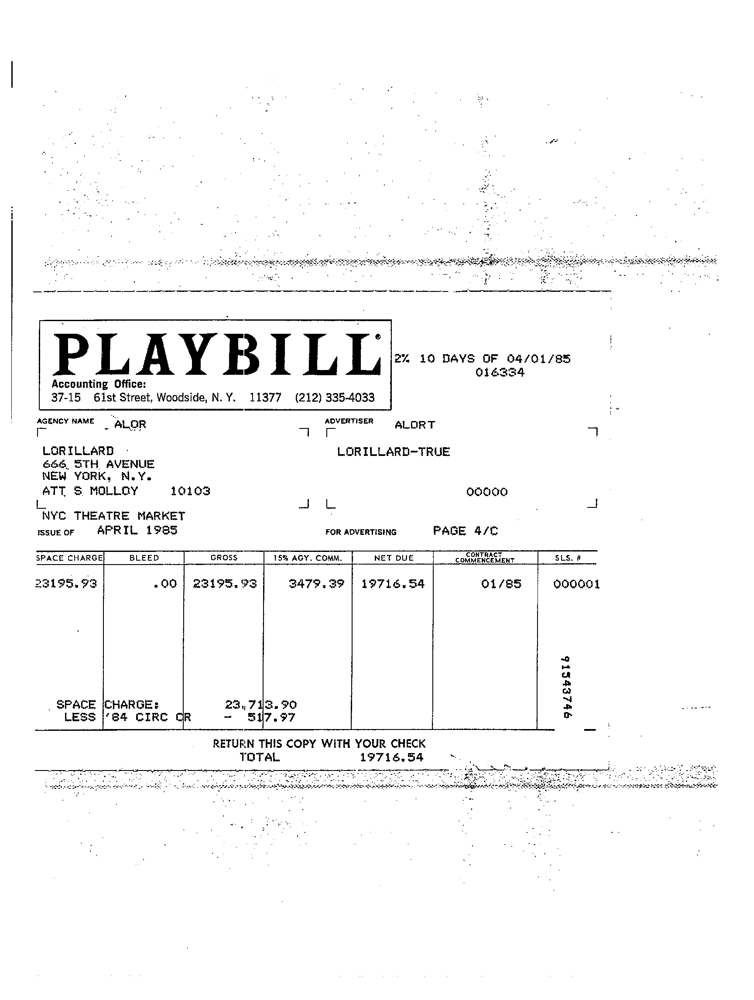 PLAYBILL®
2% 10 DAYS OF 04/01/85
016334
Accounting Office:
37-15 61st Street, Woodside, N. Y. 11377 (212) 335-4033
AGENCY NAME ALOR ADVERTISER ALORT
LORILLARD LORILLARD-TRUE
666 5TH AVENUE
NEW YORK, N.Y.
ATT S MOLLOY 10103 00000
NYC THEATRE MARKET
ISSUE OF APRIL 1985 FOR ADVERTISING PAGE 4/C
SPACE CHARGE BLEED GROSS 15% AGY. COMM. NET DUE CONTRACT COMMENCEMENT SLS. #
23195.93 .00 23195.93 3479.39 19716.54 01/85 000001
SPACE CHARGE: 23,713.90
LESS '84 CIRC CR - 517.97
91543746
RETURN THIS COPY WITH YOUR CHECK
TOTAL 19716.54